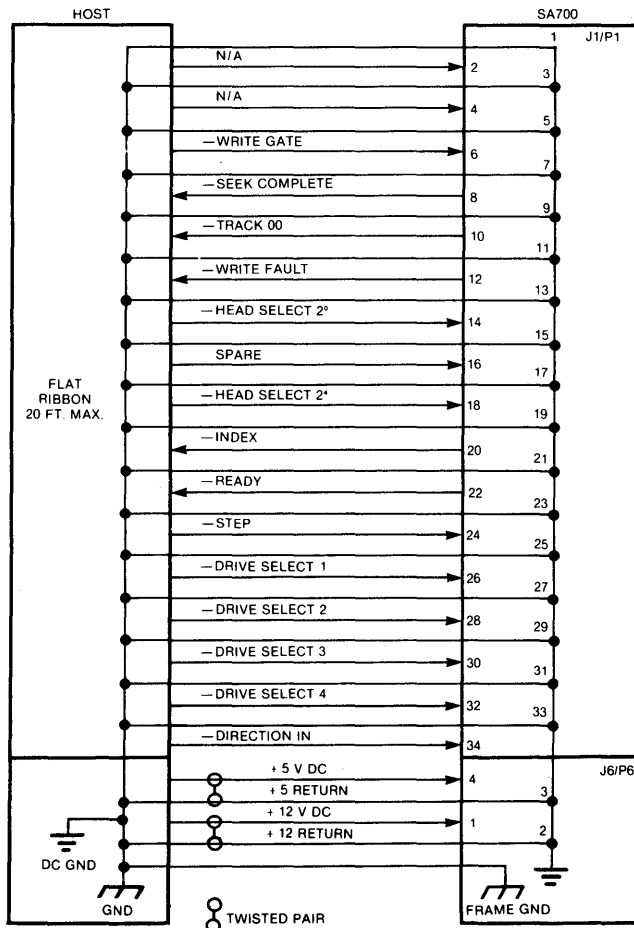 HOST
SA700
1 J1/P1
N/A
2
3
N/A
4
5
—WRITE GATE
6
7
—SEEK COMPLETE
8
9
—TRACK 00
10
11
—WRITE FAULT
12
13
—HEAD SELECT 2°
14
15
SPARE
16
17
FLAT
RIBBON
20 FT. MAX.
—HEAD SELECT 2*
18
19
—INDEX
20
21
—READY
22
23
—STEP
24
25
—DRIVE SELECT 1
26
27
—DRIVE SELECT 2
28
29
—DRIVE SELECT 3
30
31
—DRIVE SELECT 4
32
33
—DIRECTION IN
34
J6/P6
+ 5 V DC
4
+ 5 RETURN
3
+ 12 V DC
1
+ 12 RETURN
2
DC GND
GND
FRAME GND
TWISTED PAIR